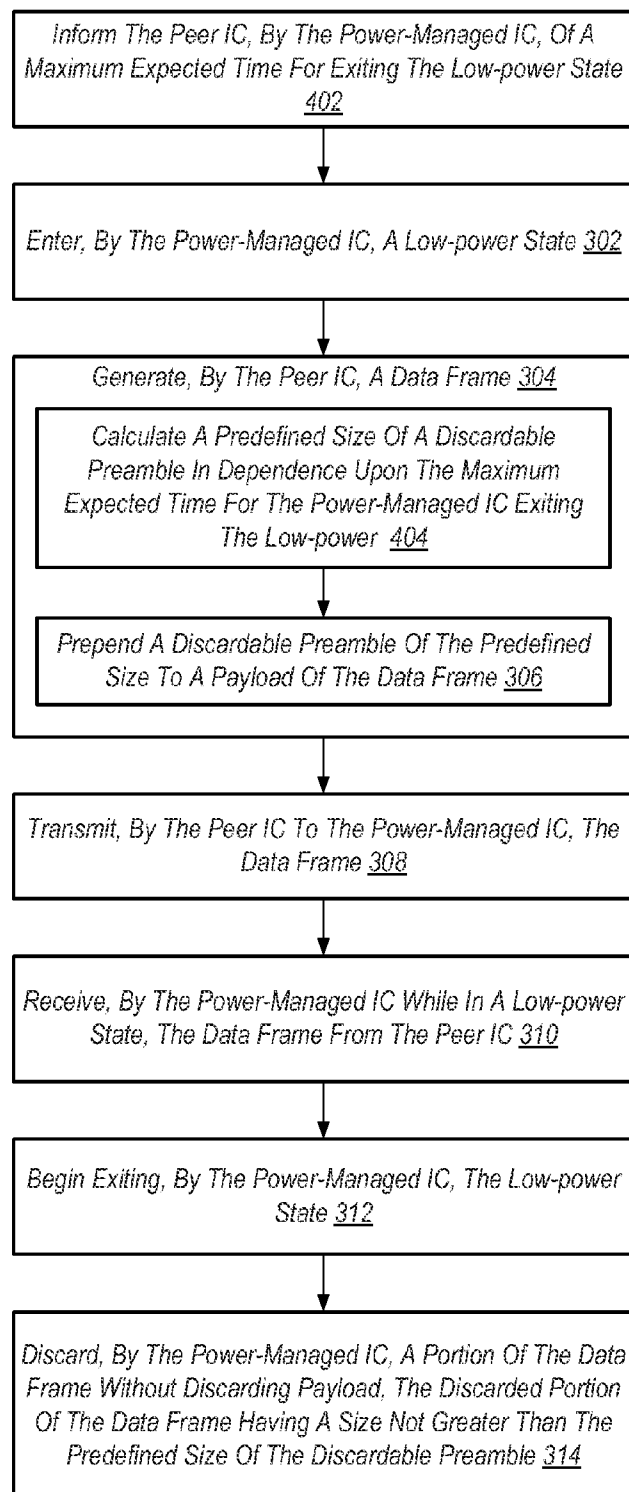 Inform The Peer IC, By The Power-Managed IC, Of A
Maximum Expected Time For Exiting The Low-power State
402
Enter, By The Power-Managed IC, A Low-power State 302
Generate, By The Peer IC, A Data Frame 304
Calculate A Predefined Size Of A Discardable
Preamble In Dependence Upon The Maximum
Expected Time For The Power-Managed IC Exiting
The Low-power 404
Prepend A Discardable Preamble Of The Predefined
Size To A Payload Of The Data Frame 306
Transmit, By The Peer IC To The Power-Managed IC, The
Data Frame 308
Receive, By The Power-Managed IC While In A Low-power
State, The Data Frame From The Peer IC 310
Begin Exiting, By The Power-Managed IC, The Low-power
State 312
Discard, By The Power-Managed IC, A Portion Of The Data
Frame Without Discarding Payload, The Discarded Portion
Of The Data Frame Having A Size Not Greater Than The
Predefined Size Of The Discardable Preamble 314